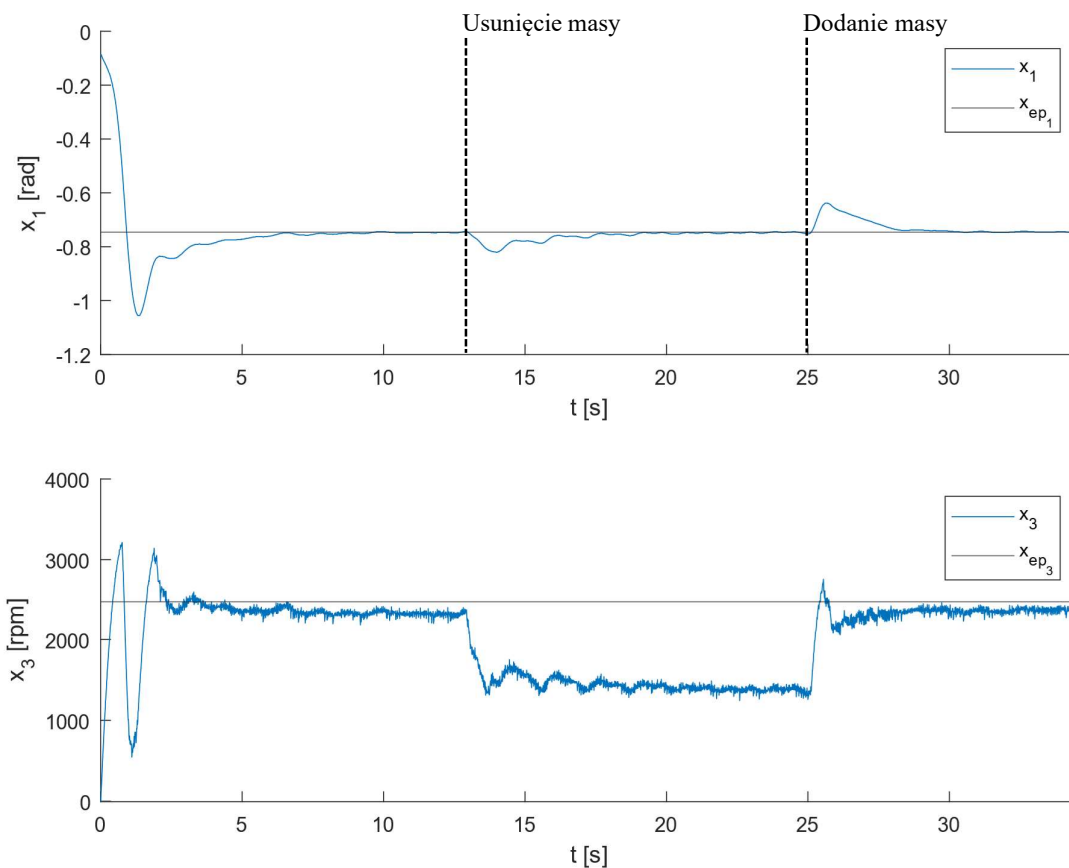 Usunięcie masy
Dodanie masy
0
-0.2
-0.4
-0.6
-0.8
-1
-1.2
x1 [rad]
x1
xep1
0 5 10 15 20 25 30
t [s]
4000
3000
2000
1000
0
x3 [rpm]
x3
xep3
0 5 10 15 20 25 30
t [s]